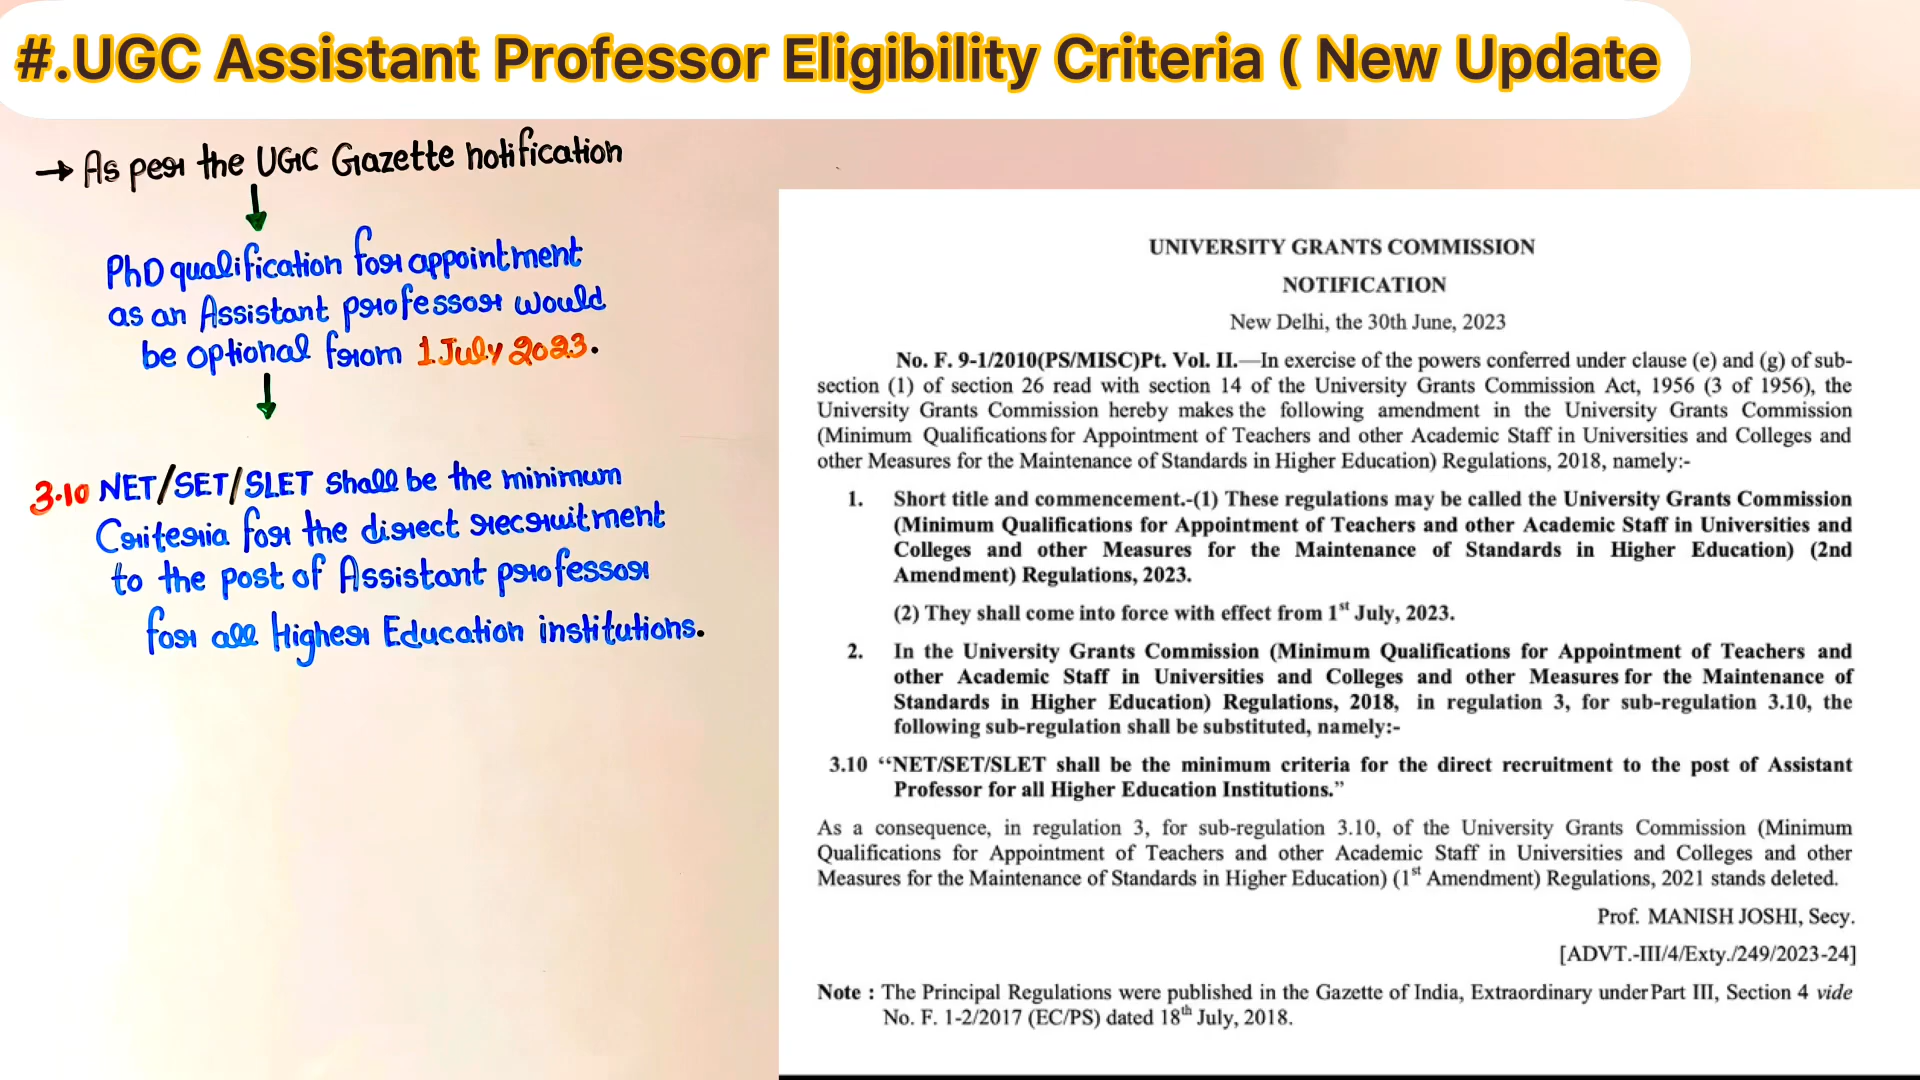 #.UGC Assistant Professor Eligibility Criteria ( New Update
→ As per the UGC Gazette notification
PhD qualification for appointment
as an Assistant professor would
be optional from 1 July 2023.
3.10 NET/SET/SLET shall be the minimum
Criteria for the direct recruitment
to the post of Assistant professor
for all Higher Education institutions.
UNIVERSITY GRANTS COMMISSION
NOTIFICATION
New Delhi, the 30th June, 2023
No. F. 9-1/2010(PS/MISC)Pt. Vol. II.—In exercise of the powers conferred under clause (e) and (g) of sub-
section (1) of section 26 read with section 14 of the University Grants Commission Act, 1956 (3 of 1956), the
University Grants Commission hereby makes the following amendment in the University Grants Commission
(Minimum Qualifications for Appointment of Teachers and other Academic Staff in Universities and Colleges and
other Measures for the Maintenance of Standards in Higher Education) Regulations, 2018, namely:-
1. Short title and commencement.-(1) These regulations may be called the University Grants Commission
(Minimum Qualifications for Appointment of Teachers and other Academic Staff in Universities and
Colleges and other Measures for the Maintenance of Standards in Higher Education) (2nd
Amendment) Regulations, 2023.
(2) They shall come into force with effect from 1st July, 2023.
2. In the University Grants Commission (Minimum Qualifications for Appointment of Teachers and
other Academic Staff in Universities and Colleges and other Measures for the Maintenance of
Standards in Higher Education) Regulations, 2018, in regulation 3, for sub-regulation 3.10, the
following sub-regulation shall be substituted, namely:-
3.10 “NET/SET/SLET shall be the minimum criteria for the direct recruitment to the post of Assistant
Professor for all Higher Education Institutions.”
As a consequence, in regulation 3, for sub-regulation 3.10, of the University Grants Commission (Minimum
Qualifications for Appointment of Teachers and other Academic Staff in Universities and Colleges and other
Measures for the Maintenance of Standards in Higher Education) (1st Amendment) Regulations, 2021 stands deleted.
Prof. MANISH JOSHI, Secy.
[ADVT.-III/4/Exty./249/2023-24]
Note : The Principal Regulations were published in the Gazette of India, Extraordinary under Part III, Section 4 vide
No. F. 1-2/2017 (EC/PS) dated 18th July, 2018.